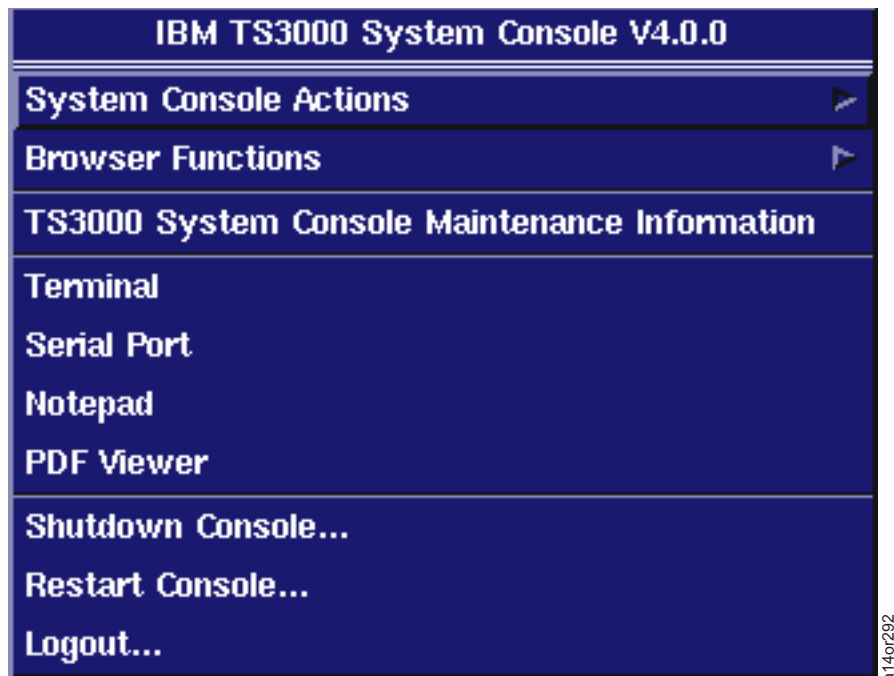 IBM TS3000 System Console V4.0.0
System Console Actions
Browser Functions
TS3000 System Console Maintenance Information
Terminal
Serial Port
Notepad
PDF Viewer
Shutdown Console...
Restart Console...
Logout...